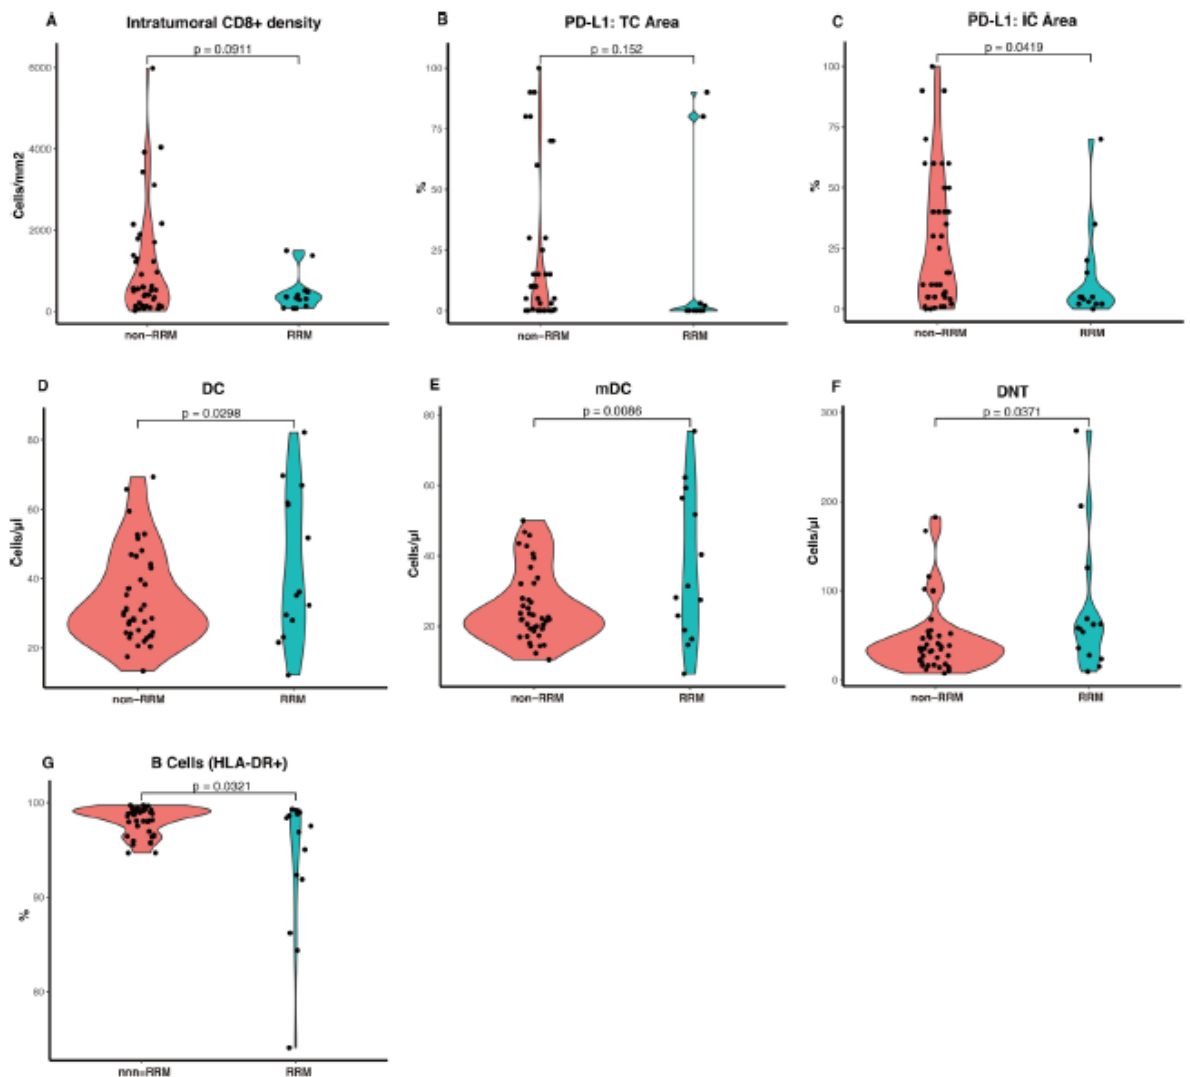 A
Intratumoral CD8+ density
p = 0.0911
6000
4000
2000
0
Cells/mm2
non-RRM
RRM
B
PD-L1: TC Area
p = 0.152
100
75
50
25
0
%
non-RRM
RRM
C
PD-L1: IC Area
p = 0.0419
100
75
50
25
0
%
non-RRM
RRM
D
DC
p = 0.0298
80
60
40
20
Cells/µl
non-RRM
RRM
E
mDC
p = 0.0086
80
60
40
20
Cells/µl
non-RRM
RRM
F
DNT
p = 0.0371
300
200
100
0
Cells/µl
non-RRM
RRM
G
B Cells (HLA-DR+)
p = 0.0321
100
90
80
%
non-RRM
RRM